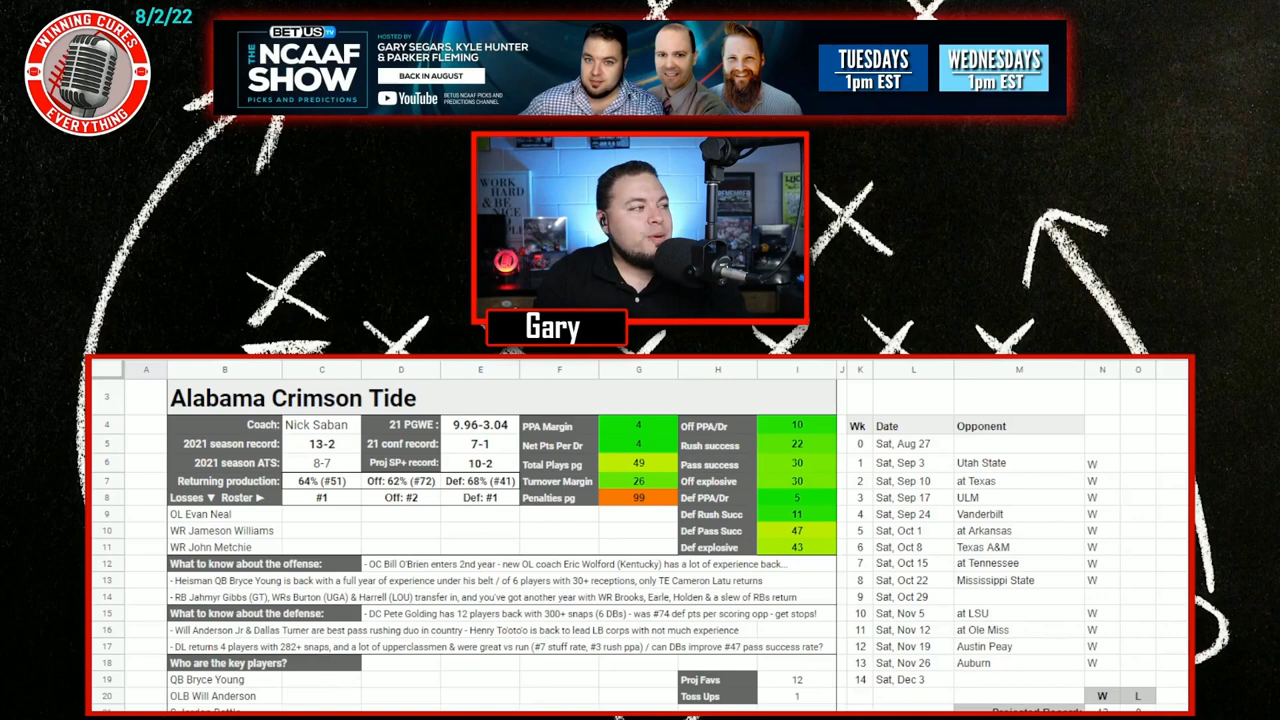 WINNING CURES
EVERYTHING
8/2/22
BETUS TV
THE NCAAF SHOW
PICKS AND PREDICTIONS
HOSTED BY
GARY SEGARS, KYLE HUNTER
& PARKER FLEMING
BACK IN AUGUST
YouTube
BETUS NCAAF PICKS AND
PREDICTIONS CHANNEL
TUESDAYS
1pm EST
WEDNESDAYS
1pm EST
WORK
HARD
& BE
NICE
Gary
A B C D E F G H I J K L M N O
3 Alabama Crimson Tide
4 Coach: Nick Saban 21 PGWE : 9.96-3.04 PPA Margin 4 Off PPA/Dr 10 Wk Date Opponent
5 2021 season record: 13-2 21 conf record: 7-1 Net Pts Per Dr 4 Rush success 22 0 Sat, Aug 27
6 2021 season ATS: 8-7 Proj SP+ record: 10-2 Total Plays pg 49 Pass success 30 1 Sat, Sep 3 Utah State W
7 Returning production: 64% (#51) Off: 62% (#72) Def: 68% (#41) Turnover Margin 26 Off explosive 30 2 Sat, Sep 10 at Texas W
8 Losses ▼ Roster ► #1 Off: #2 Def: #1 Penalties pg 99 Def PPA/Dr 5 3 Sat, Sep 17 ULM W
9 OL Evan Neal Def Rush Succ 11 4 Sat, Sep 24 Vanderbilt W
10 WR Jameson Williams Def Pass Succ 47 5 Sat, Oct 1 at Arkansas W
11 WR John Metchie Def explosive 43 6 Sat, Oct 8 Texas A&M W
12 What to know about the offense: - OC Bill O'Brien enters 2nd year - new OL coach Eric Wolford (Kentucky) has a lot of experience back... 7 Sat, Oct 15 at Tennessee W
13 - Heisman QB Bryce Young is back with a full year of experience under his belt / of 6 players with 30+ receptions, only TE Cameron Latu returns 8 Sat, Oct 22 Mississippi State W
14 - RB Jahmyr Gibbs (GT), WRs Burton (UGA) & Harrell (LOU) transfer in, and you've got another year with WR Brooks, Earle, Holden & a slew of RBs return 9 Sat, Oct 29
15 What to know about the defense: - DC Pete Golding has 12 players back with 300+ snaps (6 DBs) - was #74 def pts per scoring opp - get stops! 10 Sat, Nov 5 at LSU W
16 - Will Anderson Jr & Dallas Turner are best pass rushing duo in country - Henry To'oto'o is back to lead LB corps with not much experience 11 Sat, Nov 12 at Ole Miss W
17 - DL returns 4 players with 282+ snaps, and a lot of upperclassmen & were great vs run (#7 stuff rate, #3 rush ppa) / can DBs improve #47 pass success rate? 12 Sat, Nov 19 Austin Peay W
18 Who are the key players? 13 Sat, Nov 26 Auburn W
19 QB Bryce Young Proj Favs 12 14 Sat, Dec 3
20 OLB Will Anderson Toss Ups 1 W L